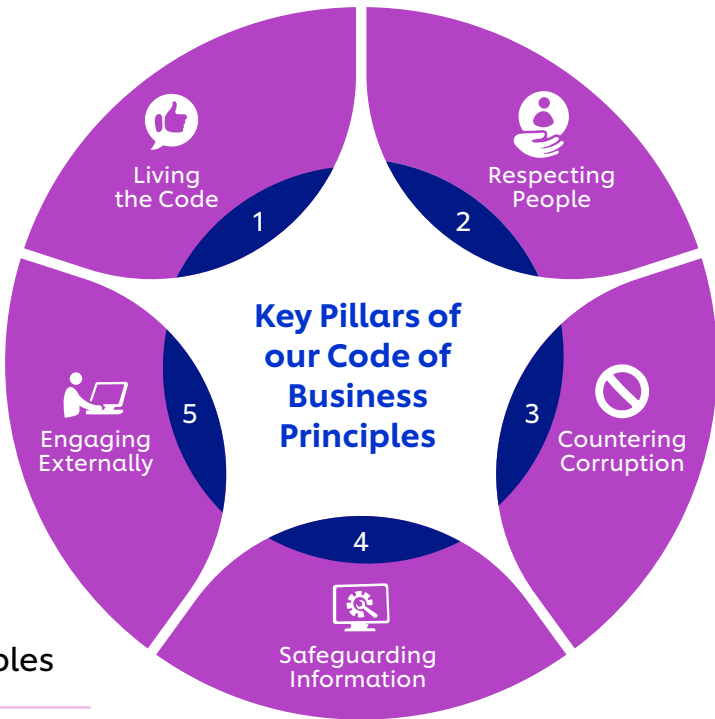 Living
the Code
1
Respecting
People
2
Key Pillars of
our Code of
Business
Principles
3
Countering
Corruption
4
Safeguarding
Information
5
Engaging
Externally
ples